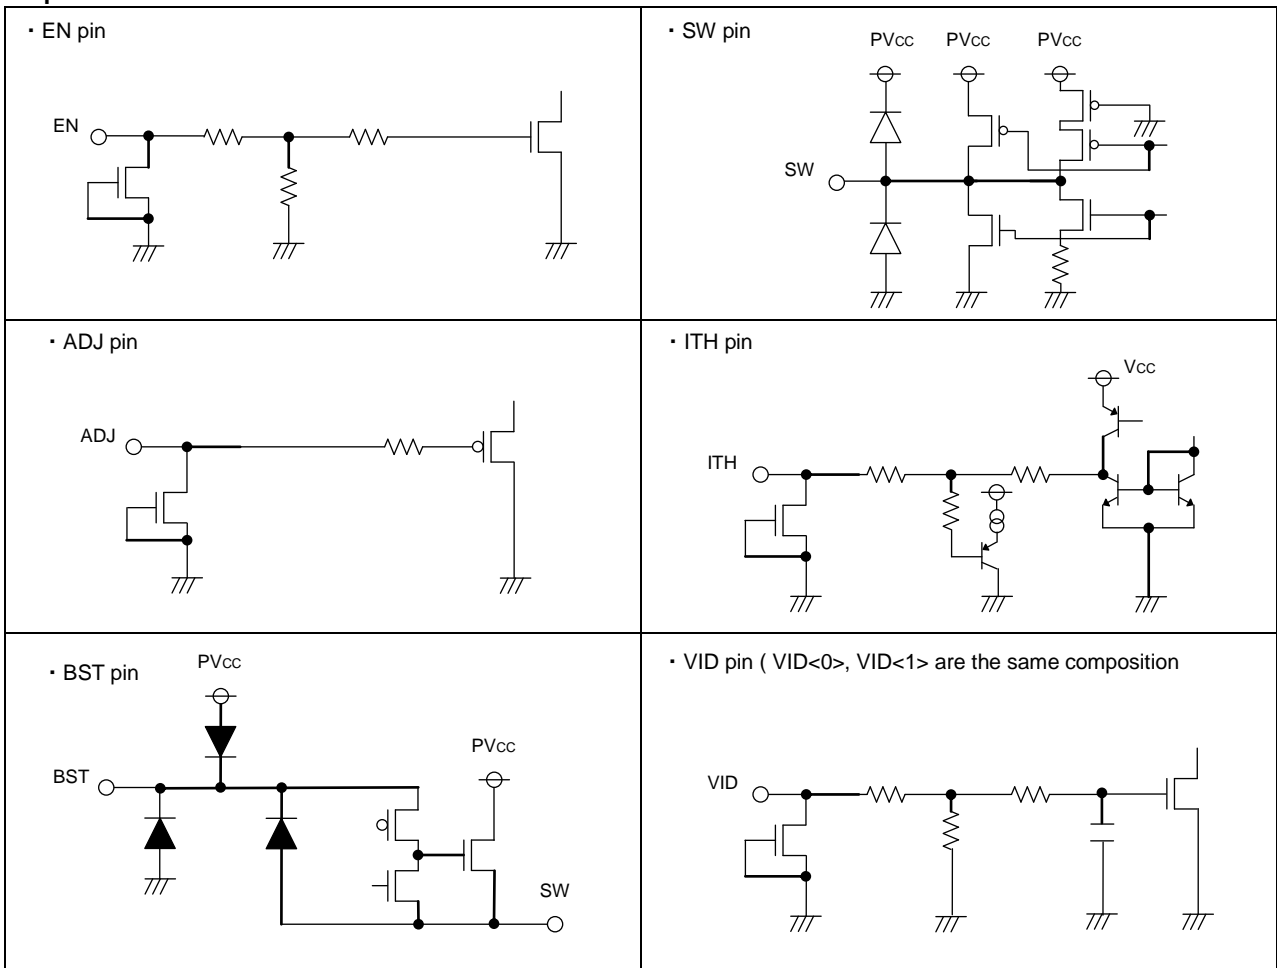 ・EN pin
EN
・SW pin
PVCC PVCC PVCC
SW
・ADJ pin
ADJ
・ITH pin
VCC
ITH
・BST pin
PVCC
PVCC
BST
SW
・VID pin ( VID<0>, VID<1> are the same composition
VID